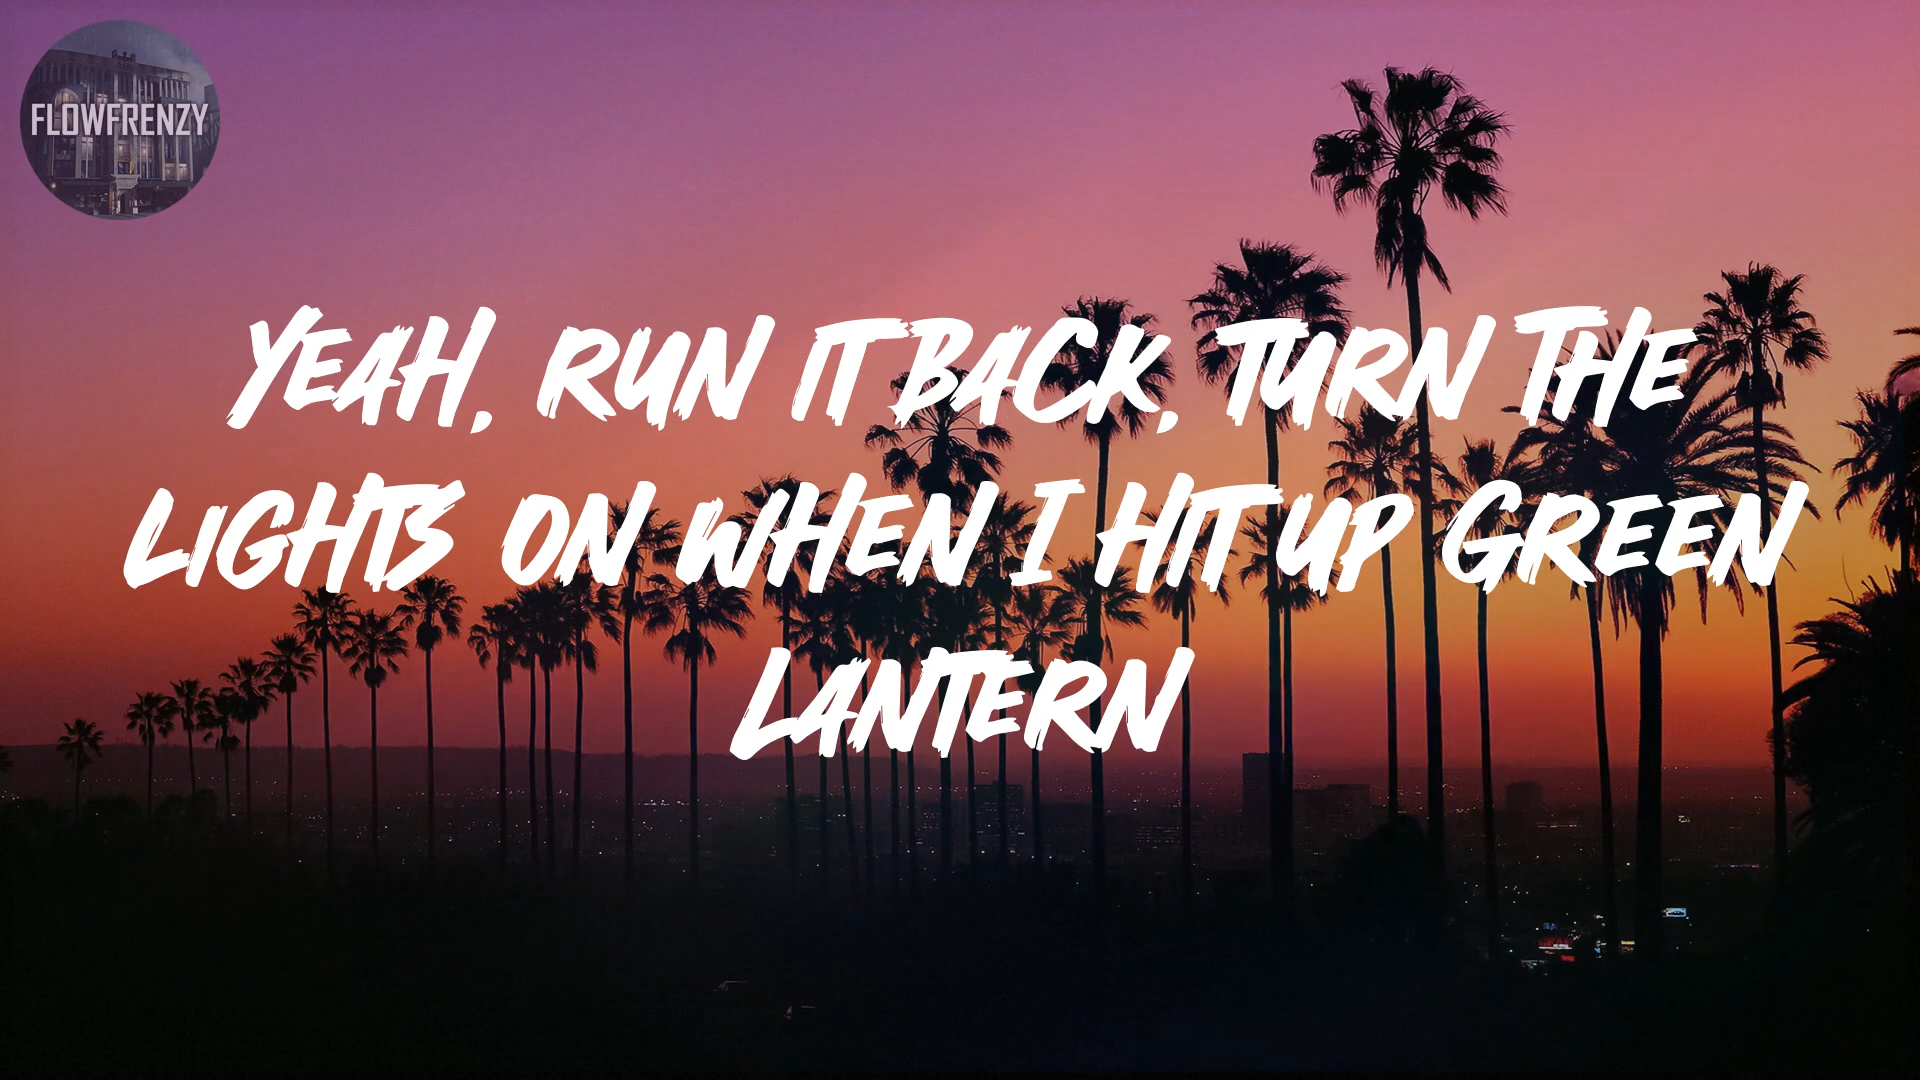 FLOWFRENZY
YEAH, RUN IT BACK, TURN THE
LIGHTS ON WHEN I HIT UP GREEN
LANTERN